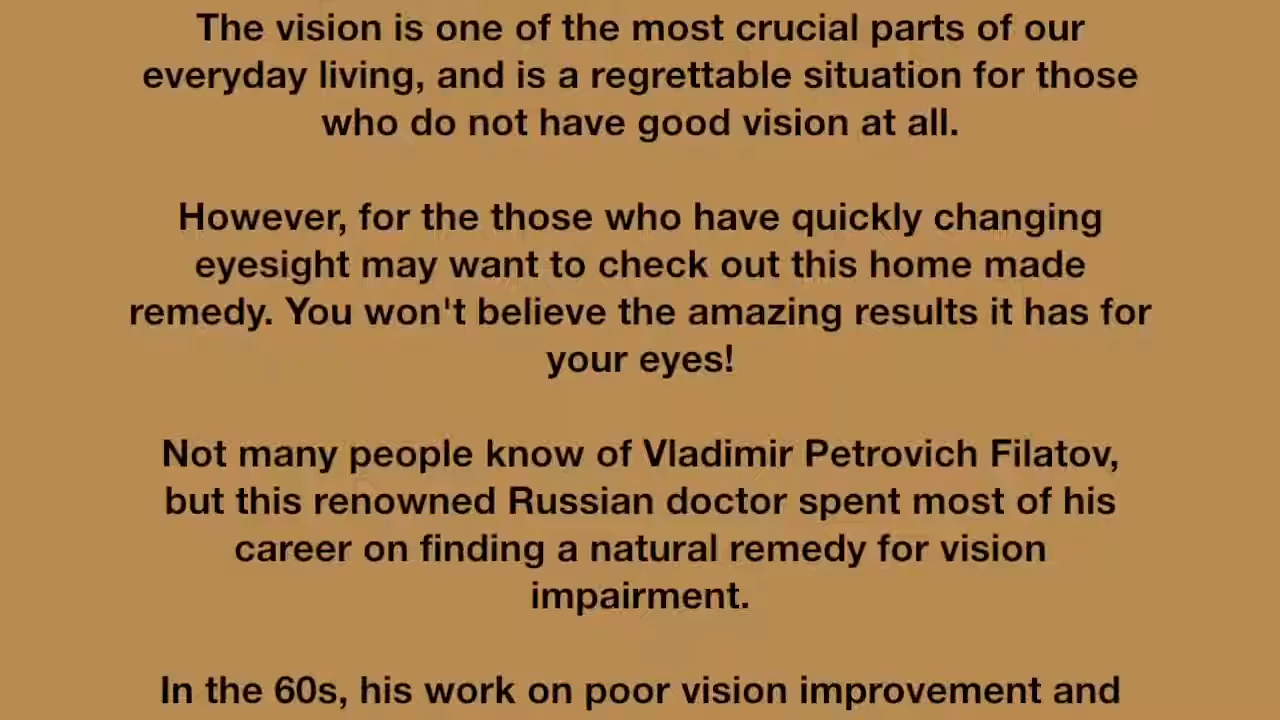 The vision is one of the most crucial parts of our
everyday living, and is a regrettable situation for those
who do not have good vision at all.
However, for the those who have quickly changing
eyesight may want to check out this home made
remedy. You won't believe the amazing results it has for
your eyes!
Not many people know of Vladimir Petrovich Filatov,
but this renowned Russian doctor spent most of his
career on finding a natural remedy for vision
impairment.
In the 60s, his work on poor vision improvement and